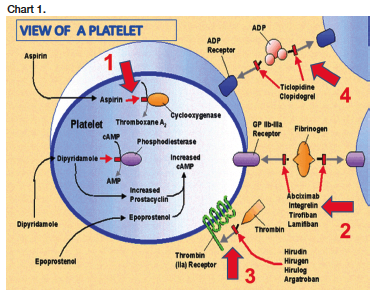 Chart 1.
VIEW OF A PLATELET
Aspirin
1
Aspirin
Cyclooxygenase
Thromboxane A2
Platelet
cAMP
Phosphodiesterase
Dipyridamole
Increased
cAMP
AMP
Increased
Prostacyclin
Epoprostenol
Dipyridamole
Epoprostenol
ADP
ADP
Receptor
Ticlopidine
Clopidogrel
4
GP IIb-IIIa
Receptor
Fibrinogen
Abciximab
Integrelin
Tirofiban
Lamifiban
2
Thrombin
Thrombin
(IIa) Receptor
3
Hirudin
Hirugen
Hirulog
Argatroban